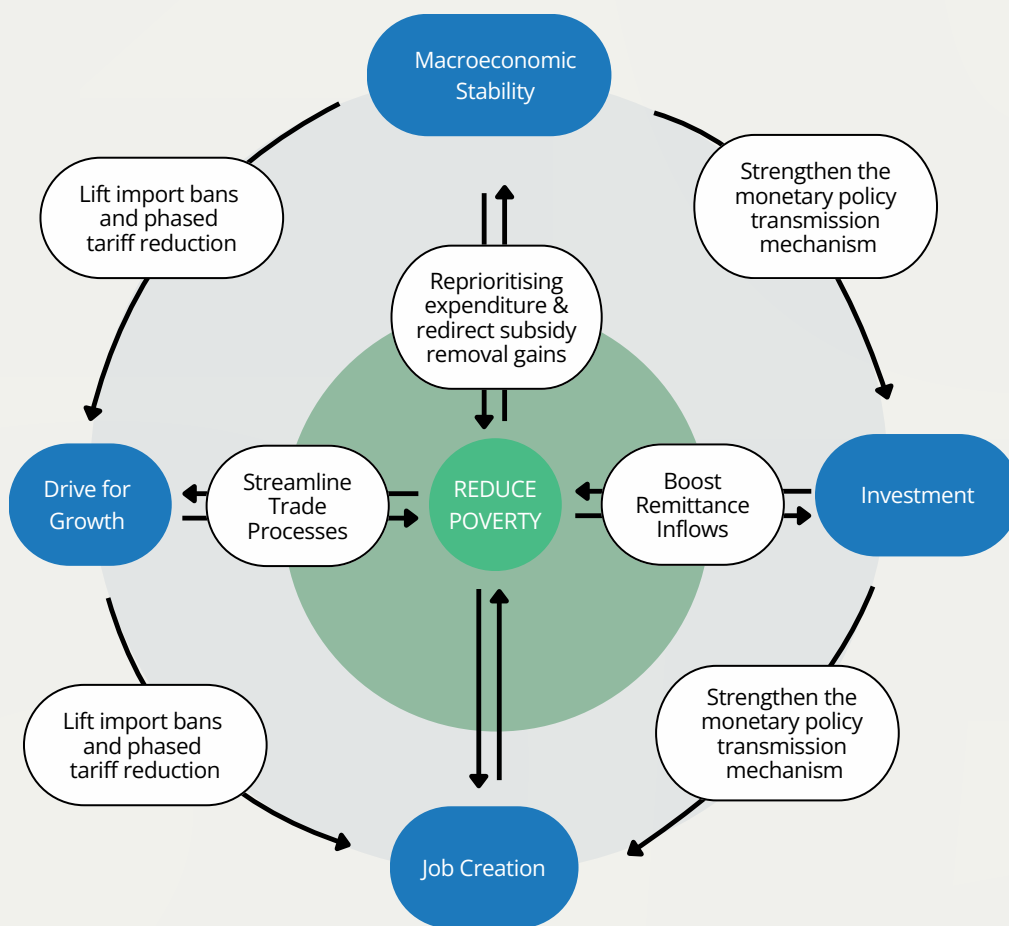 Macroeconomic
Stability
Lift import bans
and phased
tariff reduction
Strengthen the
monetary policy
transmission
mechanism
Reprioritising
expenditure &
redirect subsidy
removal gains
Drive for
Growth
Streamline
Trade
Processes
REDUCE
POVERTY
Boost
Remittance
Inflows
Investment
Lift import bans
and phased
tariff reduction
Strengthen the
monetary policy
transmission
mechanism
Job Creation